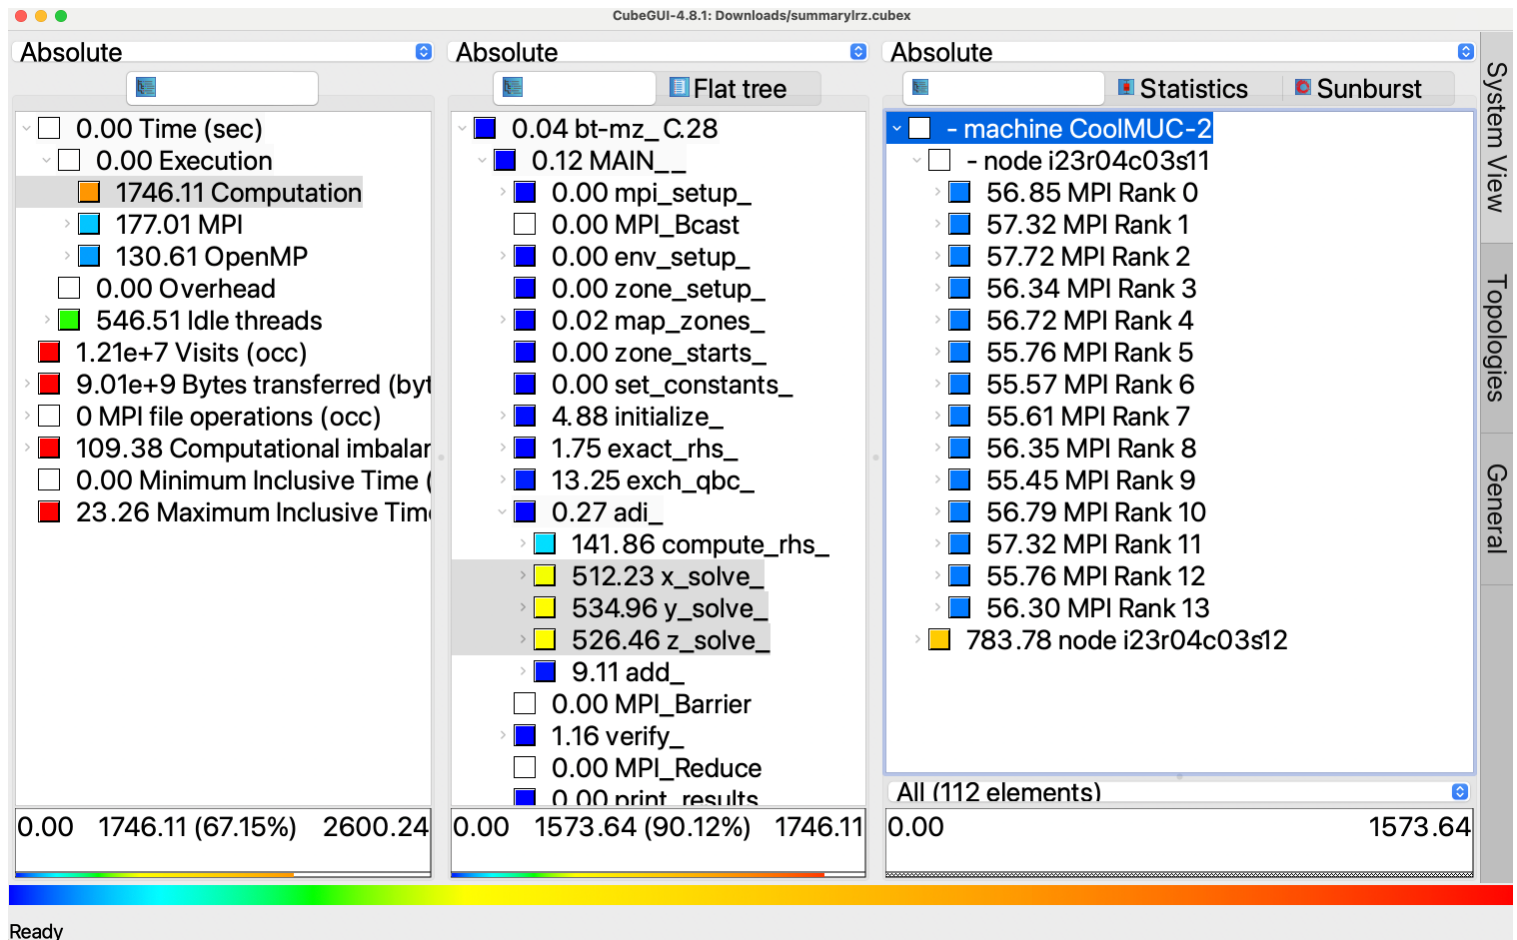 CubeGUI-4.8.1: Downloads/summarylrz.cubex
Absolute
0.00 Time (sec)
0.00 Execution
1746.11 Computation
177.01 MPI
130.61 OpenMP
0.00 Overhead
546.51 Idle threads
1.21e+7 Visits (occ)
9.01e+9 Bytes transferred (byt
0 MPI file operations (occ)
109.38 Computational imbalar
0.00 Minimum Inclusive Time (
23.26 Maximum Inclusive Time
0.00 1746.11 (67.15%) 2600.24
Absolute
Flat tree
0.04 bt-mz_C.28
0.12 MAIN__
0.00 mpi_setup_
0.00 MPI_Bcast
0.00 env_setup_
0.00 zone_setup_
0.02 map_zones_
0.00 zone_starts_
0.00 set_constants_
4.88 initialize_
1.75 exact_rhs_
13.25 exch_qbc_
0.27 adi_
141.86 compute_rhs_
512.23 x_solve_
534.96 y_solve_
526.46 z_solve_
9.11 add_
0.00 MPI_Barrier
1.16 verify_
0.00 MPI_Reduce
0.00 print_results
0.00 1573.64 (90.12%) 1746.11
Absolute
Statistics
Sunburst
- machine CoolMUC-2
- node i23r04c03s11
56.85 MPI Rank 0
57.32 MPI Rank 1
57.72 MPI Rank 2
56.34 MPI Rank 3
56.72 MPI Rank 4
55.76 MPI Rank 5
55.57 MPI Rank 6
55.61 MPI Rank 7
56.35 MPI Rank 8
55.45 MPI Rank 9
56.79 MPI Rank 10
57.32 MPI Rank 11
55.76 MPI Rank 12
56.30 MPI Rank 13
783.78 node i23r04c03s12
All (112 elements)
0.00 1573.64
System View
Topologies
General
Ready